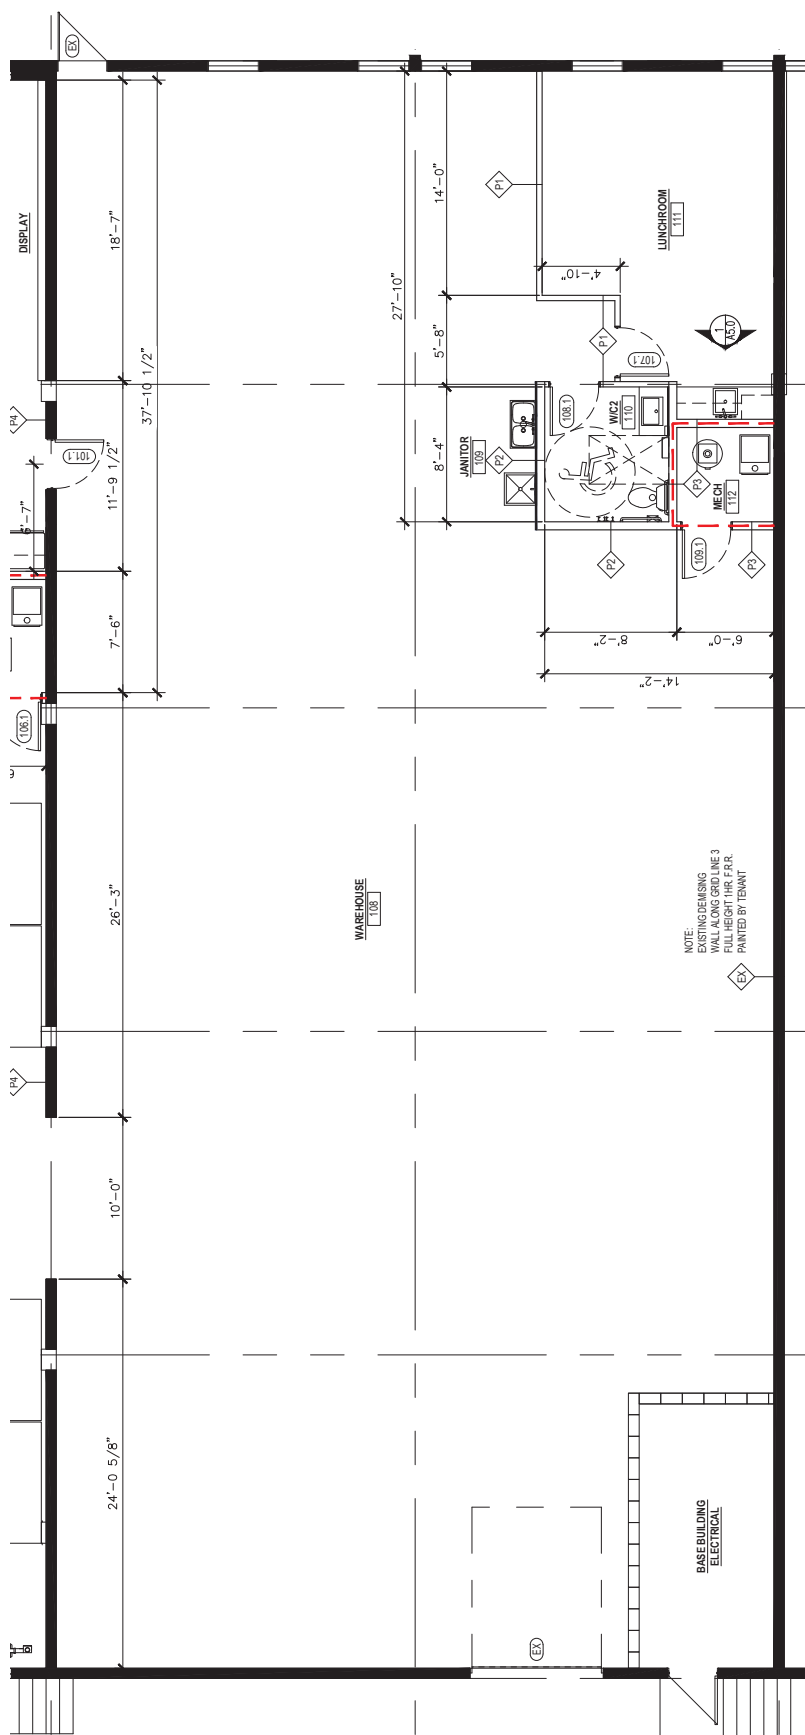 EX
DISPLAY
18'-7"
37'-10 1/2"
27'-10"
14'-0"
P1
4'-10"
LUNCHROOM
111
1
A5.0
5'-8"
P1
107.1
P4
101.1
6'-7"
11'-9 1/2"
8'-4"
JANITOR
109
P2
108.1
W/C2
110
P3
MECH
112
P2
109.1
P3
7'-6"
8'-2"
6'-0"
14'-2"
106.1
26'-3"
WAREHOUSE
108
NOTE:
EXISTING DEMISING
WALL ALONG GRID LINE 3
FULL HEIGHT 1HR. F.R.R.
PAINTED BY TENANT
EX
P4
10'-0"
24'-0 5/8"
BASE BUILDING
ELECTRICAL
EX